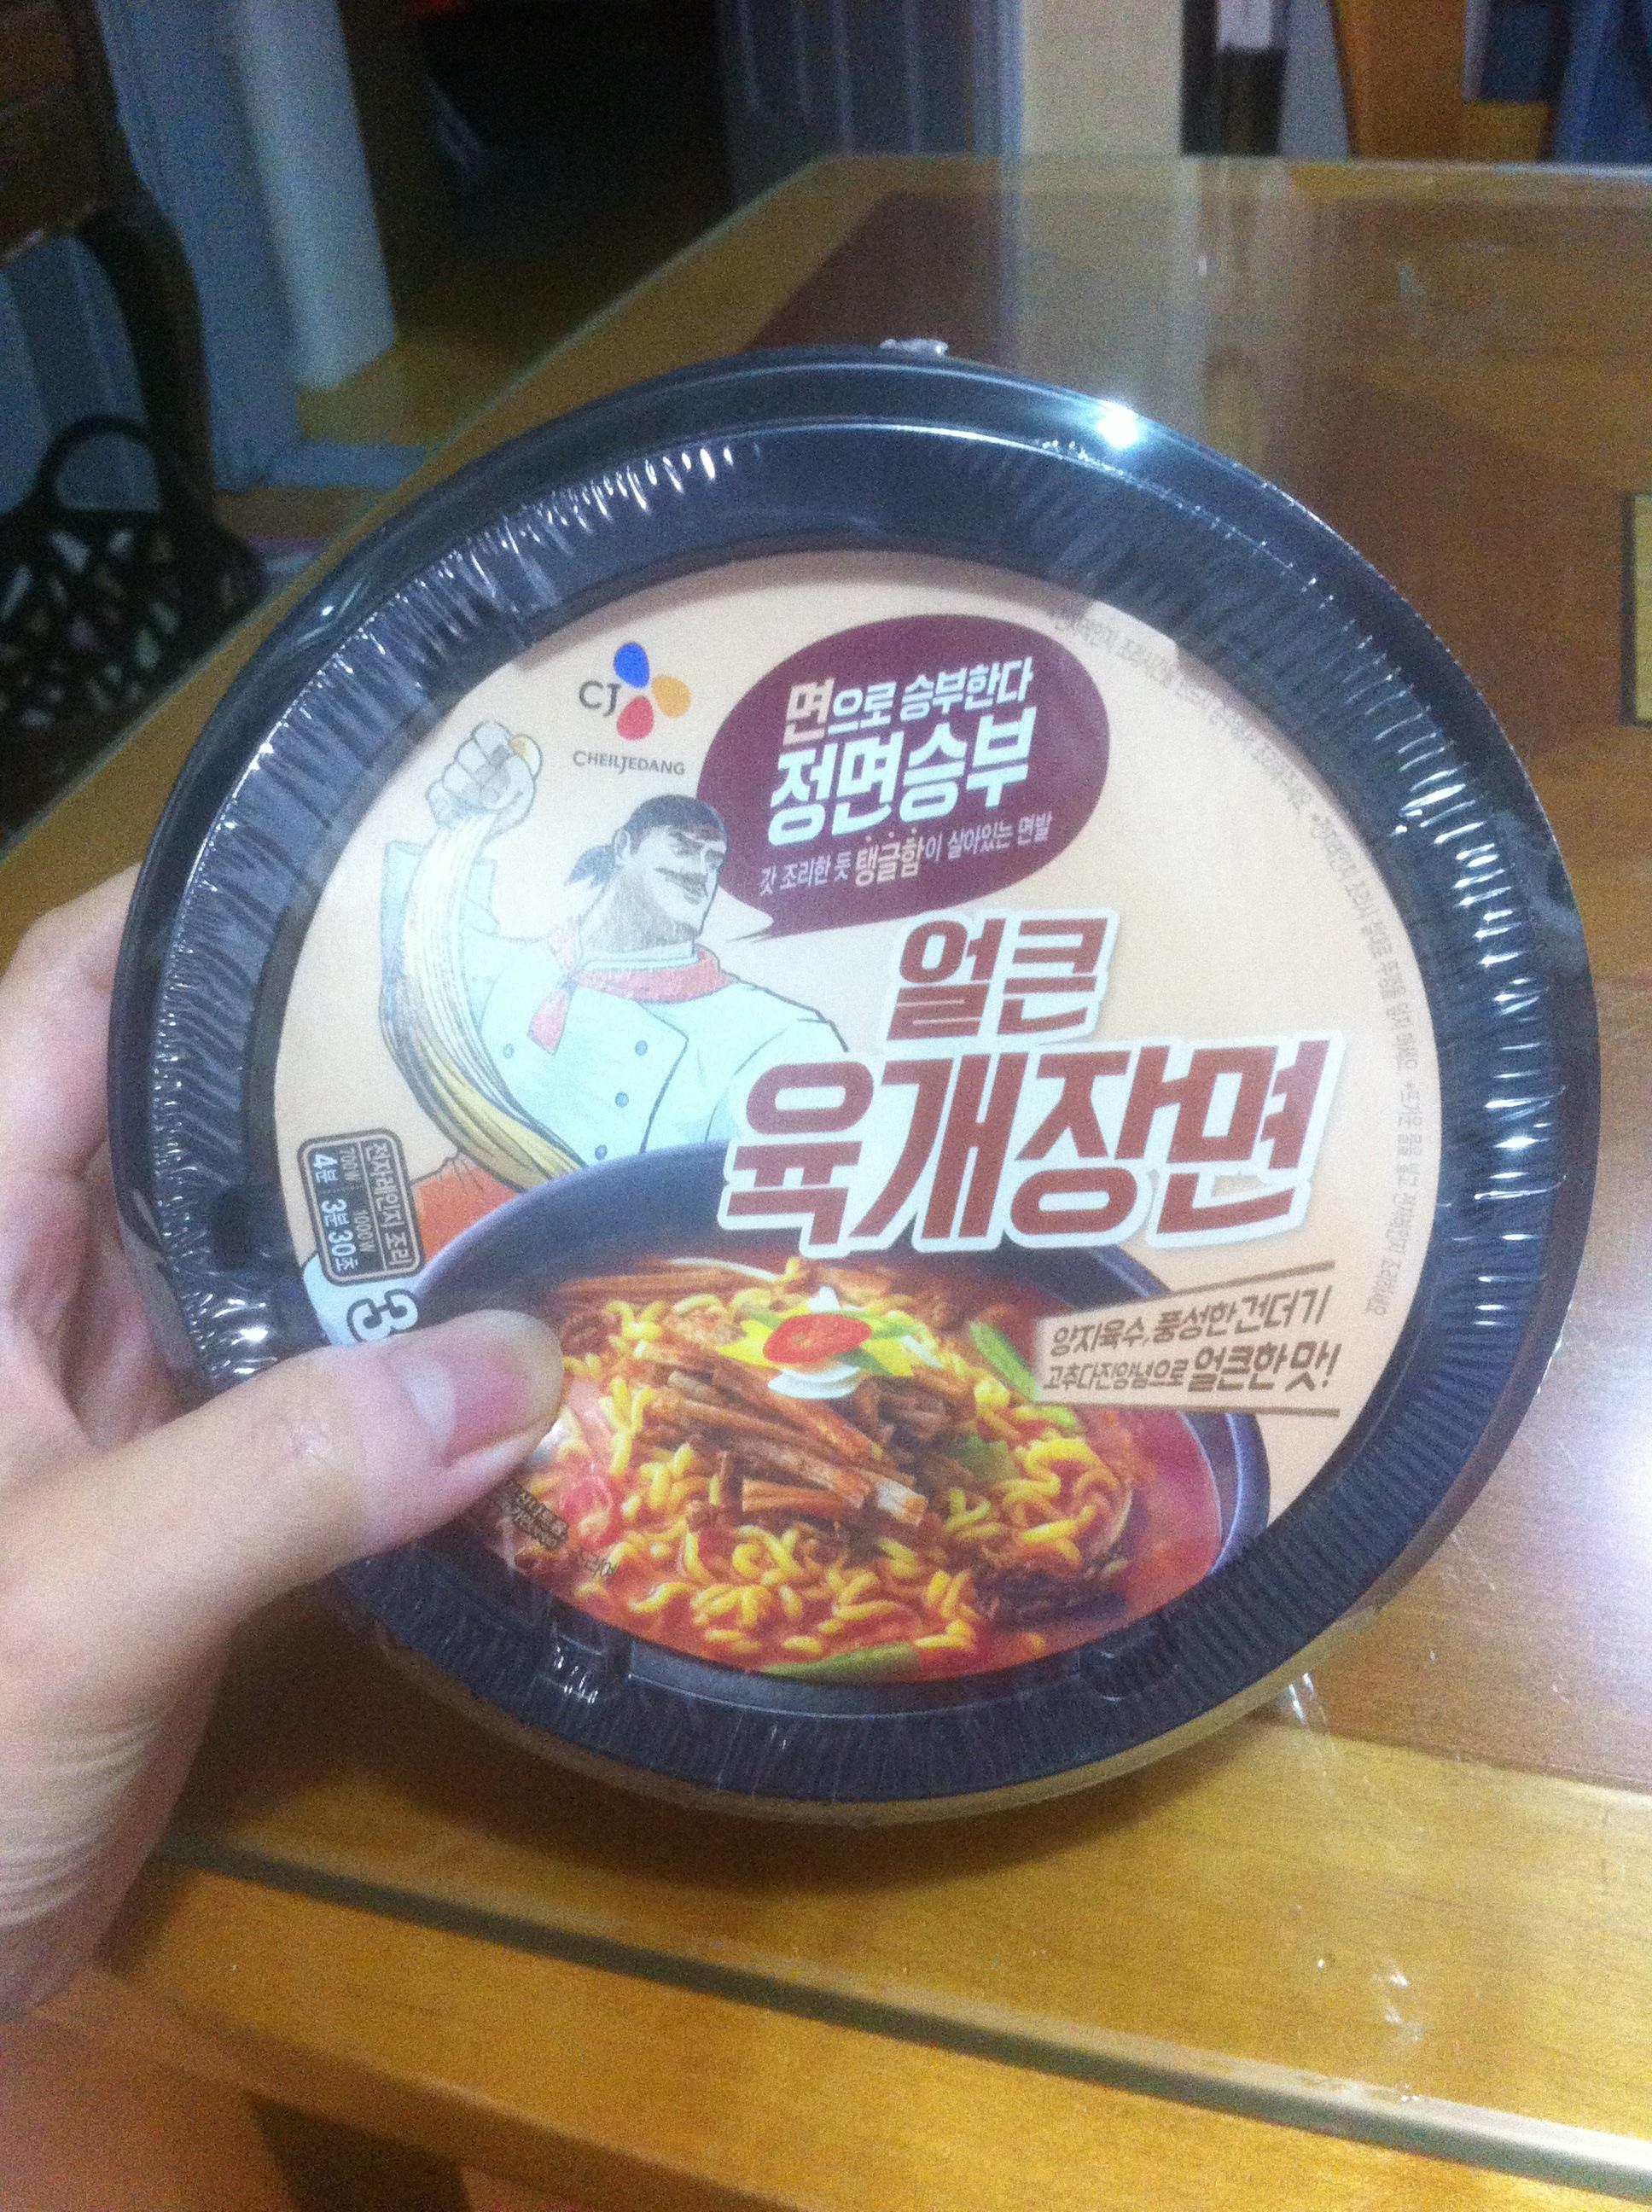 CJ
CHEILJEDANG
면으로 승부한다
정면승부
갓 조리한 듯 탱글함이 살아있는 면발
얼큰
육개장면
전자레인지 조리
700W 1000W
4분 3분 30초
3
양지육수, 풍성한 건더기
고추다진양념으로 얼큰한 맛!